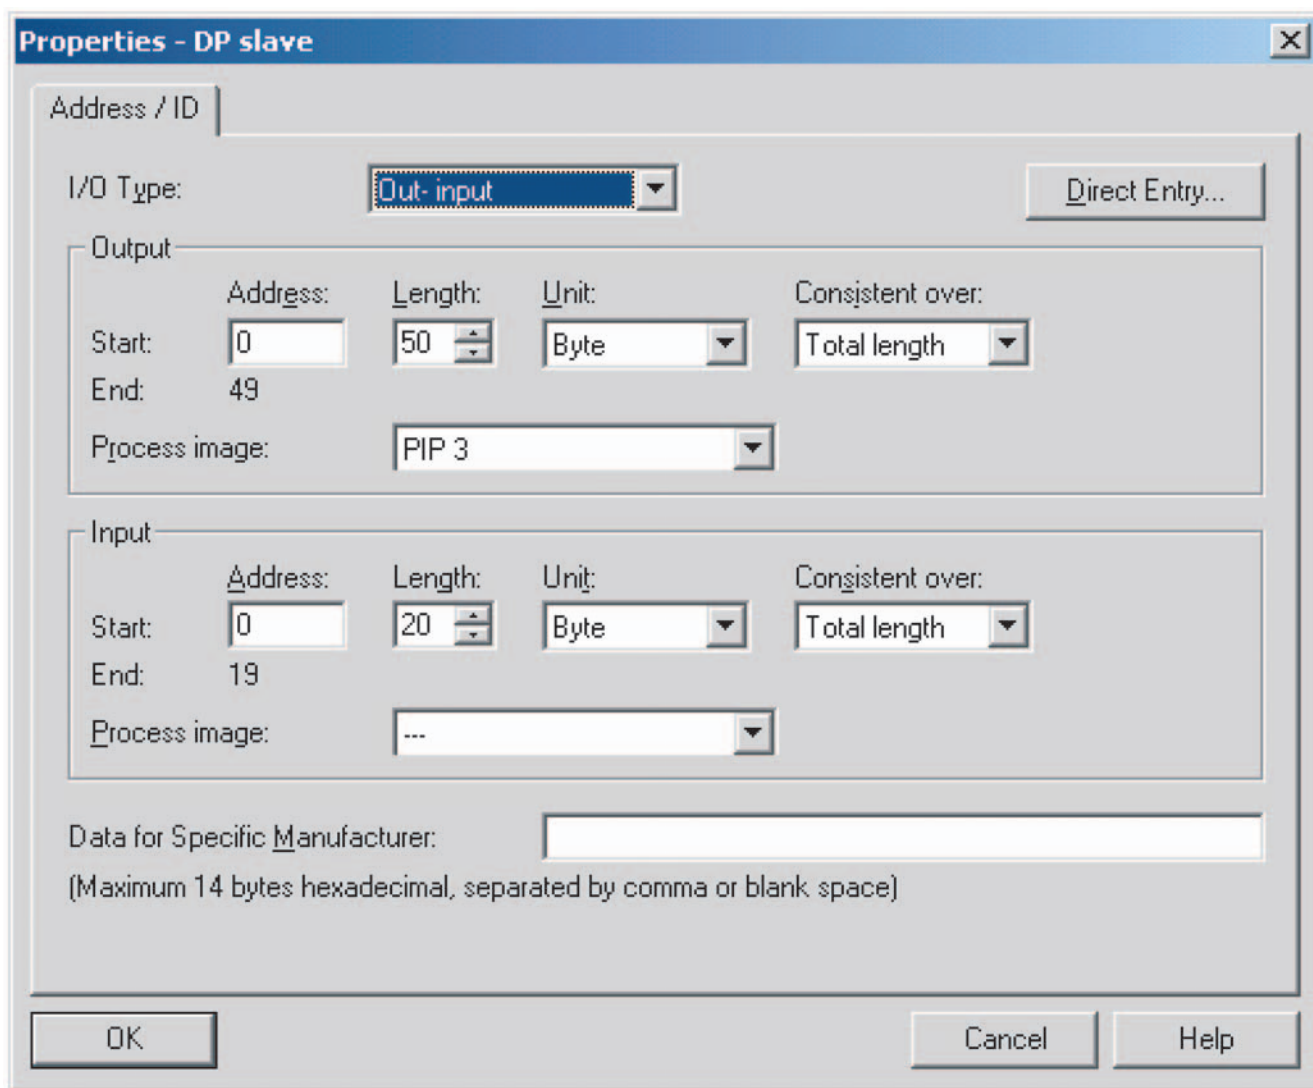 Properties - DP slave
Address / ID
I/O Type: Out- input Direct Entry...
Output
Address: Length: Unit: Consistent over:
Start: 0 50 Byte Total length
End: 49
Process image: PIP 3
Input
Address: Length: Unit: Consistent over:
Start: 0 20 Byte Total length
End: 19
Process image: ---
Data for Specific Manufacturer:
(Maximum 14 bytes hexadecimal, separated by comma or blank space)
OK Cancel Help